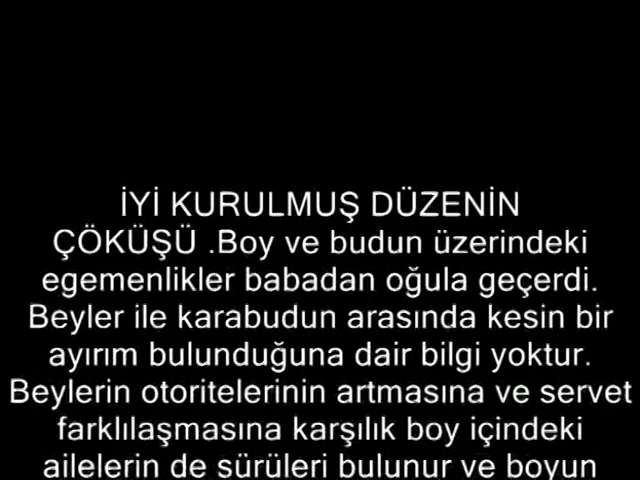 İYİ KURULMUŞ DÜZENİN
ÇÖKÜŞÜ .Boy ve budun üzerindeki
egemenlikler babadan oğula geçerdi.
Beyler ile karabudun arasında kesin bir
ayırım bulunduğuna dair bilgi yoktur.
Beylerin otoritelerinin artmasına ve servet
farklılaşmasına karşılık boy içindeki
ailelerin de sürüleri bulunur ve boyun